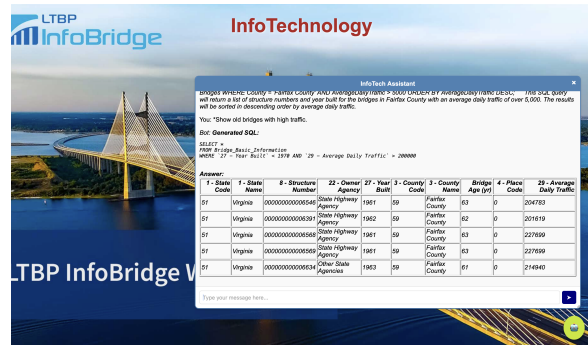 LTBP
InfoBridge
InfoTechnology
InfoTech Assistant
×
Bridges WHERE County = 'Fairfax County' AND AverageDailyTraffic > 5000 ORDER BY AverageDailyTraffic DESC; This SQL query
will return a list of structure numbers and year built for the bridges in Fairfax County with an average daily traffic of over 5,000. The results
will be sorted in descending order by average daily traffic.
You: "Show old bridges with high traffic.
Bot: Generated SQL:
SELECT *
FROM Bridge_Basic_Information
WHERE `27 – Year Built` < 1970 AND `29 – Average Daily Traffic` > 200000
Answer:
1 - State Code 1 - State Name 8 - Structure Number 22 - Owner Agency 27 - Year Built 3 - County Code 3 - County Name Bridge Age (yr) 4 - Place Code 29 - Average Daily Traffic
51 Virginia 000000000006546 State Highway Agency 1961 59 Fairfax County 63 0 204783
51 Virginia 000000000006391 State Highway Agency 1962 59 Fairfax County 62 0 201619
51 Virginia 000000000006568 State Highway Agency 1961 59 Fairfax County 63 0 227699
51 Virginia 000000000006569 State Highway Agency 1961 59 Fairfax County 63 0 227699
51 Virginia 000000000006634 Other State Agencies 1963 59 Fairfax County 61 0 214940
LTBP InfoBridge W
Type your message here...